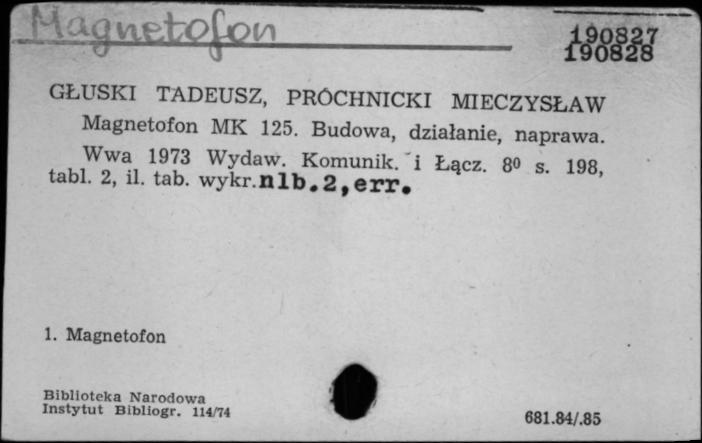 Magnetofon
190827
190828
GŁUSKI TADEUSZ, PRÓCHNICKI MIECZYSŁAW
Magnetofon MK 125. Budowa, działanie, naprawa.
Wwa 1973 Wydaw. Komunik. i Łącz. 8⁰ s. 198,
tabl. 2, il. tab. wykr. nlb.2,err.
1. Magnetofon
Biblioteka Narodowa
Instytut Bibliogr. 114/74
681.84/.85